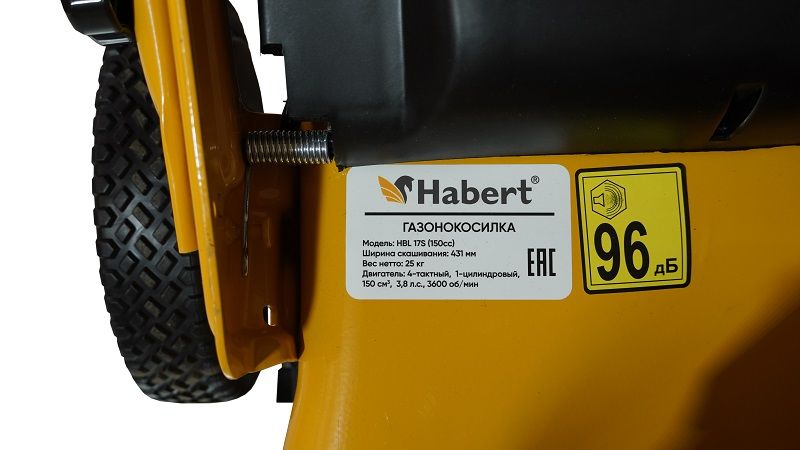 Habert®
ГАЗОНОКОСИЛКА
Модель: HBL 17S (150cc)
Ширина скашивания: 431 мм
Вес нетто: 25 кг
Двигатель: 4-тактный, 1-цилиндровый,
150 см³, 3,8 л.с., 3600 об/мин
EAC
96 дБ